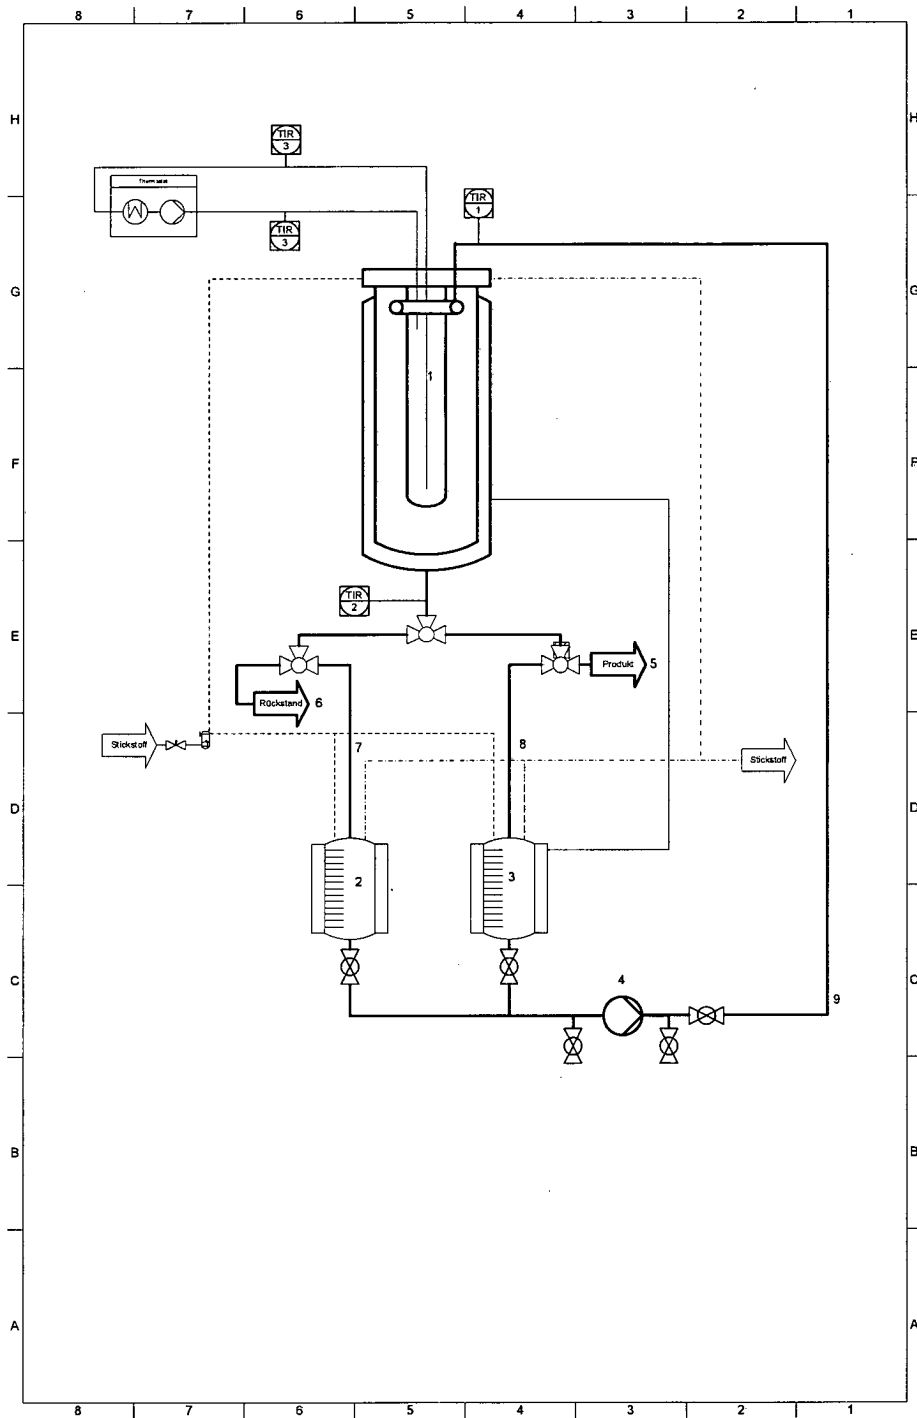 8 7 6 5 4 3 2 1
H H
TIR
3
Thermostat
TIR
1
TIR
3
G G
1
F F
TIR
2
E E
Produkt 5
Rückstand 6
Stickstoff
7
8
Stickstoff
D D
2
3
C C
4
9
B B
A A
8 7 6 5 4 3 2 1